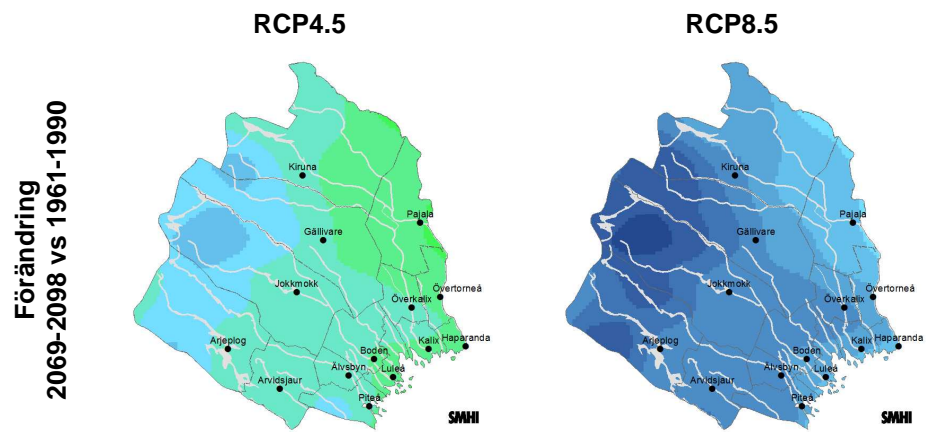 RCP4.5
RCP8.5
Förändring
2069-2098 vs 1961-1990
Kiruna
Pajala
Gällivare
Jokkmokk
Övertorneå
Överkalix
Arjeplog
Boden
Kalix
Haparanda
Älvsbyn
Luleå
Arvidsjaur
Piteå
SMHI
Kiruna
Pajala
Gällivare
Jokkmokk
Övertorneå
Överkalix
Arjeplog
Boden
Kalix
Haparanda
Älvsbyn
Luleå
Arvidsjaur
Piteå
SMHI